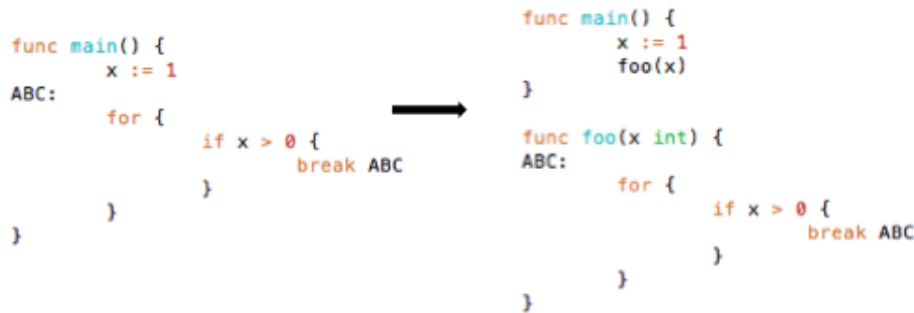 func main() {
        x := 1
ABC:
        for {
                if x > 0 {
                        break ABC
                }
        }
}
func main() {
        x := 1
        foo(x)
}

func foo(x int) {
ABC:
        for {
                if x > 0 {
                        break ABC
                }
        }
}